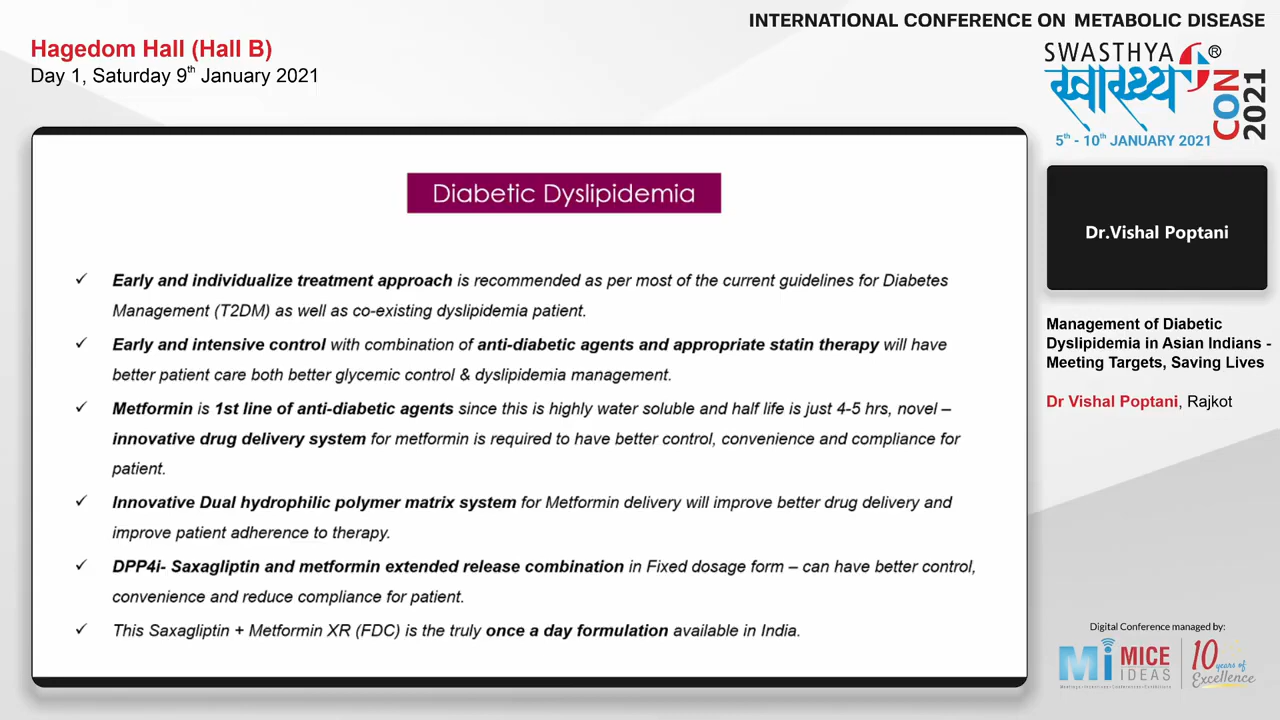 INTERNATIONAL CONFERENCE ON METABOLIC DISEASE
Hagedom Hall (Hall B)
Day 1, Saturday 9th January 2021
SWASTHYA ®
स्वास्थ्य
CON 2021
5th - 10th JANUARY 2021
Diabetic Dyslipidemia
✓ Early and individualize treatment approach is recommended as per most of the current guidelines for Diabetes
Management (T2DM) as well as co-existing dyslipidemia patient.
✓ Early and intensive control with combination of anti-diabetic agents and appropriate statin therapy will have
better patient care both better glycemic control & dyslipidemia management.
✓ Metformin is 1st line of anti-diabetic agents since this is highly water soluble and half life is just 4-5 hrs, novel –
innovative drug delivery system for metformin is required to have better control, convenience and compliance for
patient.
✓ Innovative Dual hydrophilic polymer matrix system for Metformin delivery will improve better drug delivery and
improve patient adherence to therapy.
✓ DPP4i- Saxagliptin and metformin extended release combination in Fixed dosage form – can have better control,
convenience and reduce compliance for patient.
✓ This Saxagliptin + Metformin XR (FDC) is the truly once a day formulation available in India.
Dr.Vishal Poptani
Management of Diabetic
Dyslipidemia in Asian Indians -
Meeting Targets, Saving Lives
Dr Vishal Poptani, Rajkot
Digital Conference managed by:
Mi MICE
IDEAS
10 years of
Excellence